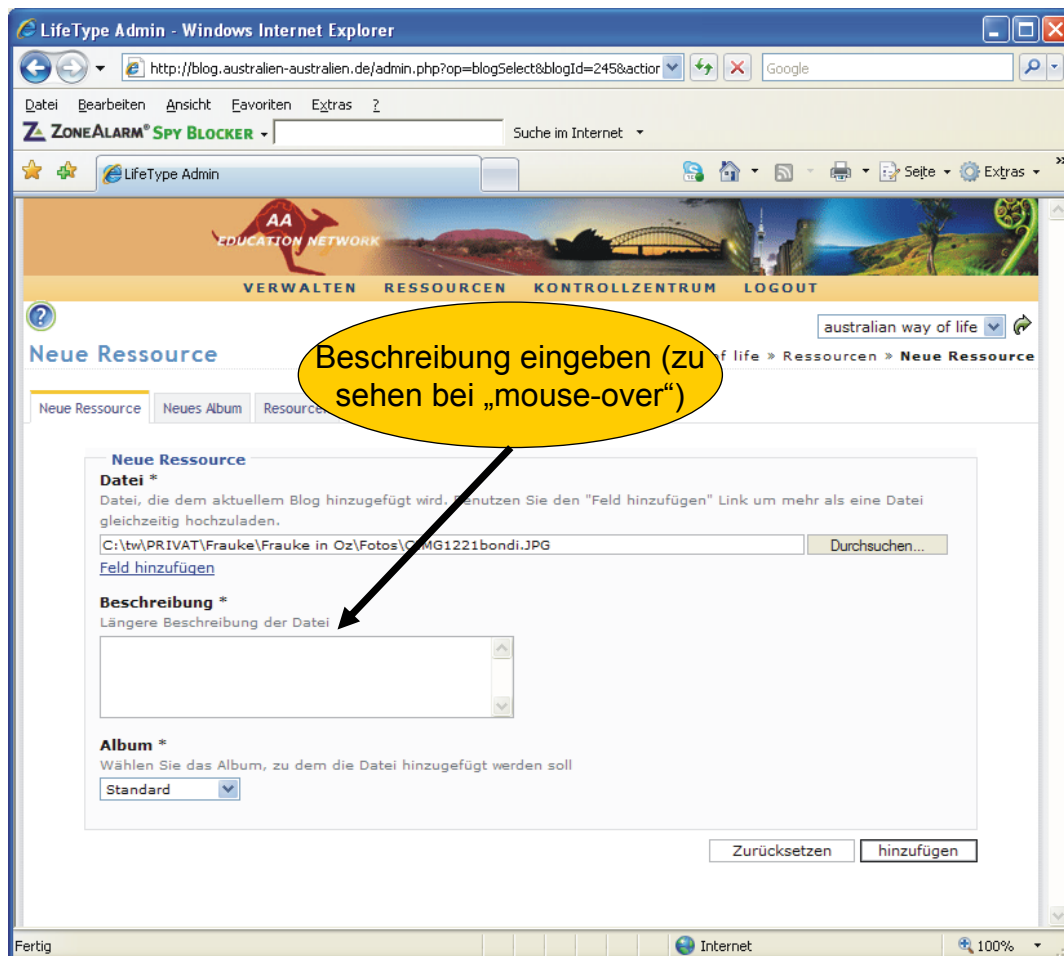 LifeType Admin - Windows Internet Explorer
http://blog.australien-australien.de/admin.php?op=blogSelect&blogId=245&action
Google
Datei Bearbeiten Ansicht Favoriten Extras ?
ZA ZONEALARM® SPY BLOCKER
Suche im Internet
LifeType Admin
Seite
Extras
»
AA
EDUCATION NETWORK
VERWALTEN RESSOURCEN KONTROLLZENTRUM LOGOUT
?
australian way of life
Neue Ressource
of life » Ressourcen » Neue Ressource
Beschreibung eingeben (zu
sehen bei „mouse-over“)
Neue Ressource
Neues Album
Neue Ressource
Datei *
Datei, die dem aktuellem Blog hinzugefügt wird. Benutzen Sie den "Feld hinzufügen" Link um mehr als eine Datei
gleichzeitig hochzuladen.
C:\tw\PRIVAT\Frauke\Frauke in Oz\Fotos\CIMG1221bondi.JPG
Durchsuchen...
Feld hinzufügen
Beschreibung *
Längere Beschreibung der Datei
Album *
Wählen Sie das Album, zu dem die Datei hinzugefügt werden soll
Standard
Zurücksetzen
hinzufügen
Fertig
Internet
100%